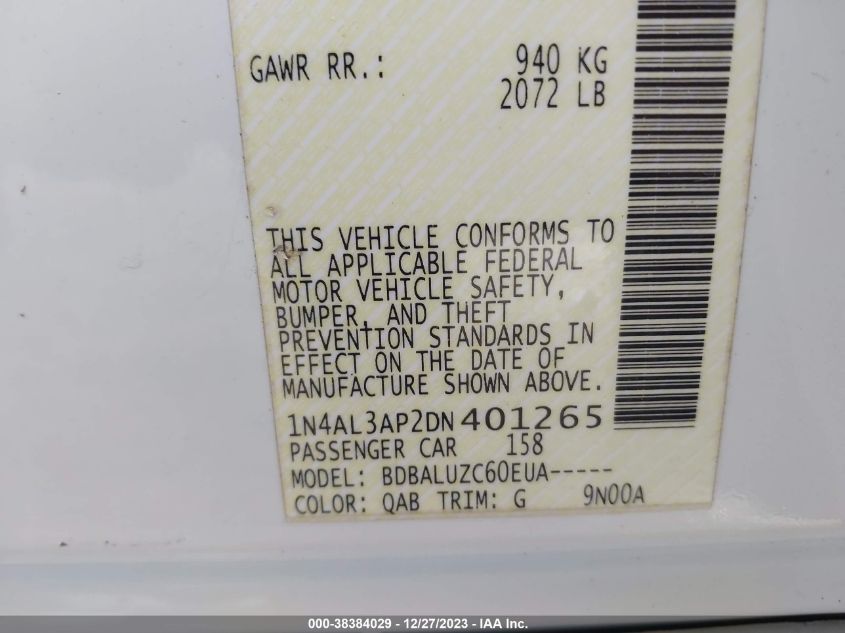 GAWR RR.: 940 KG
2072 LB
THIS VEHICLE CONFORMS TO
ALL APPLICABLE FEDERAL
MOTOR VEHICLE SAFETY,
BUMPER, AND THEFT
PREVENTION STANDARDS IN
EFFECT ON THE DATE OF
MANUFACTURE SHOWN ABOVE.
1N4AL3AP2DN401265
PASSENGER CAR 158
MODEL: BDBALUZC60EUA-----
COLOR: QAB TRIM: G 9N00A
000-38384029 - 12/27/2023 - IAA Inc.